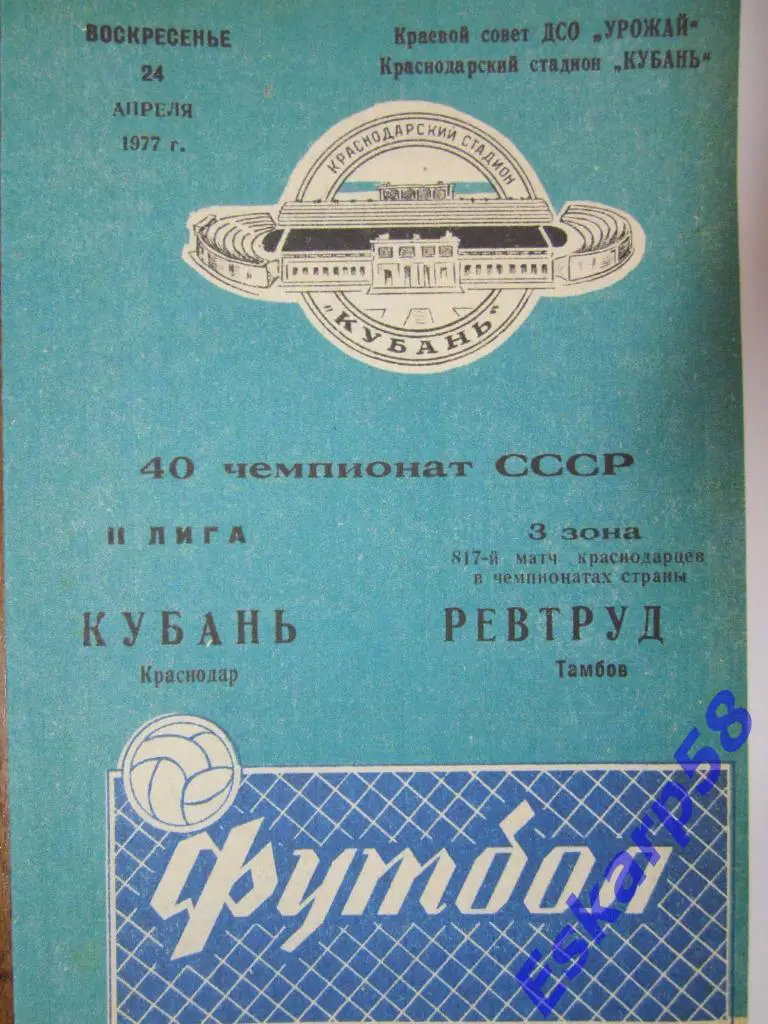 ВОСКРЕСЕНЬЕ
24
АПРЕЛЯ
1977 г.
Краевой совет ДСО „УРОЖАЙ“
Краснодарский стадион „КУБАНЬ“
КРАСНОДАРСКИЙ СТАДИОН
„КУБАНЬ“
40 чемпионат СССР
II ЛИГА
3 зона
817-й матч краснодарцев
в чемпионатах страны
КУБАНЬ
Краснодар
РЕВТРУД
Тамбов
Футбол
Eskarp58